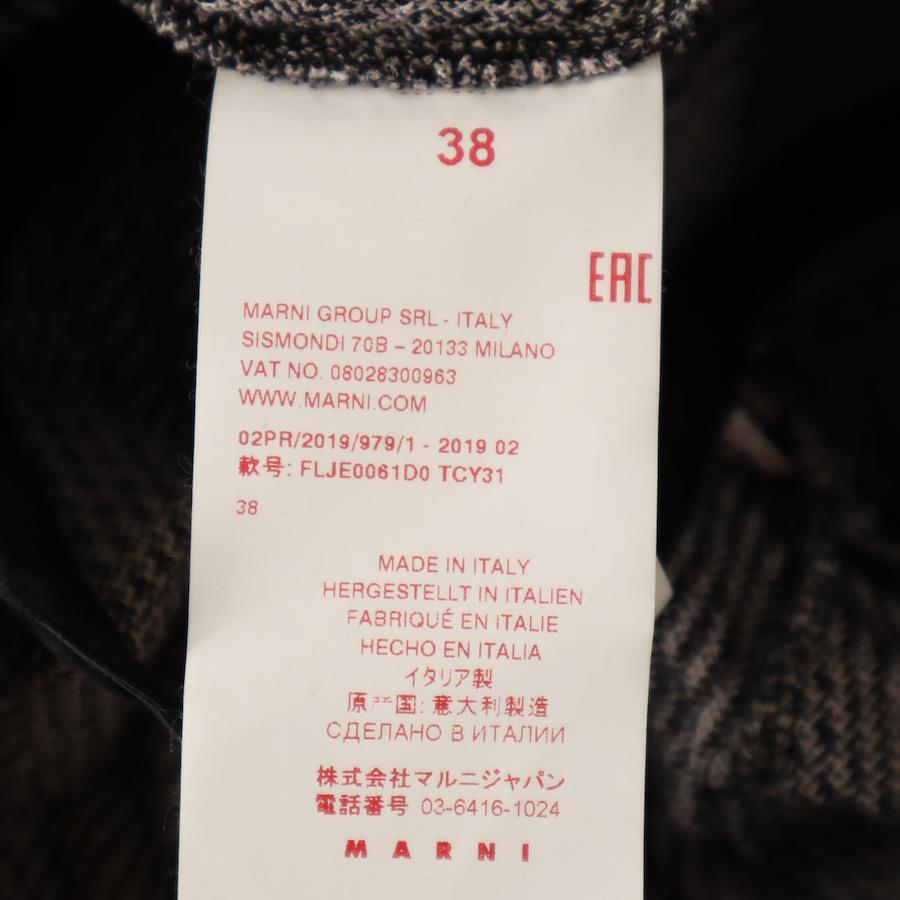 38
EAC
MARNI GROUP SRL - ITALY
SISMONDI 70B – 20133 MILANO
VAT NO. 08028300963
WWW.MARNI.COM
02PR/2019/979/1 - 2019 02
款号: FLJE0061D0 TCY31
38
MADE IN ITALY
HERGESTELLT IN ITALIEN
FABRIQUÉ EN ITALIE
HECHO EN ITALIA
イタリア製
原产国: 意大利製造
СДЕЛАНО В ИТАЛИИ
株式会社マルニジャパン
電話番号 03-6416-1024
MARNI